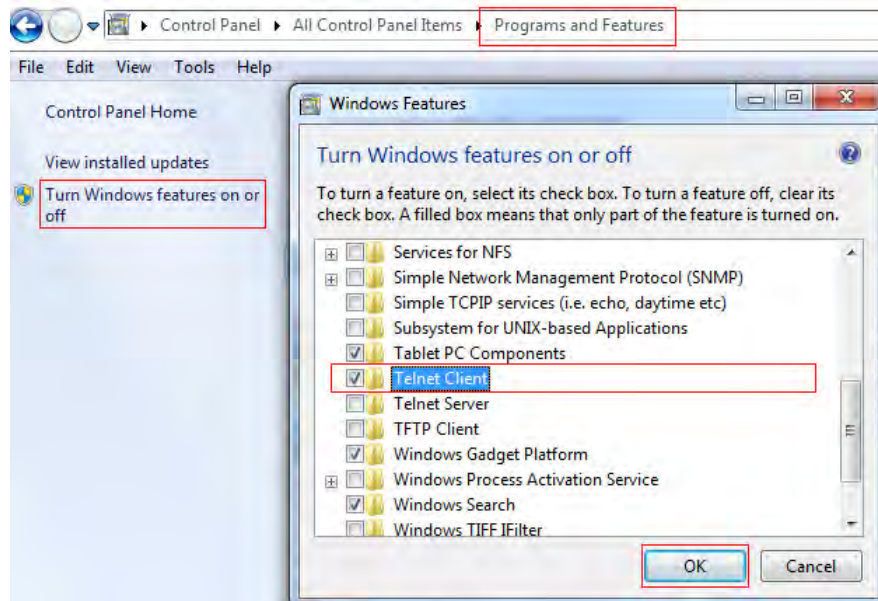 Control Panel ▸ All Control Panel Items ▸ Programs and Features
File Edit View Tools Help
Control Panel Home
View installed updates
Turn Windows features on or
off
Windows Features
Turn Windows features on or off
To turn a feature on, select its check box. To turn a feature off, clear its
check box. A filled box means that only part of the feature is turned on.
Services for NFS
Simple Network Management Protocol (SNMP)
Simple TCPIP services (i.e. echo, daytime etc)
Subsystem for UNIX-based Applications
Tablet PC Components
Telnet Client
Telnet Server
TFTP Client
Windows Gadget Platform
Windows Process Activation Service
Windows Search
Windows TIFF IFilter
OK Cancel